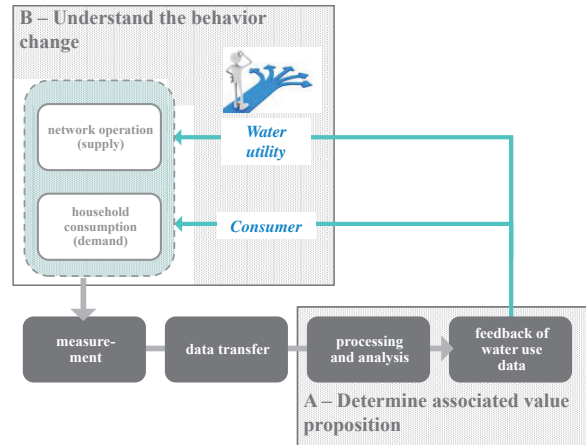 B – Understand the behavior
change
network operation
(supply)
Water
utility
household
consumption
(demand)
Consumer
measure-
ment
data transfer
processing
and analysis
feedback of
water use
data
A – Determine associated value
proposition